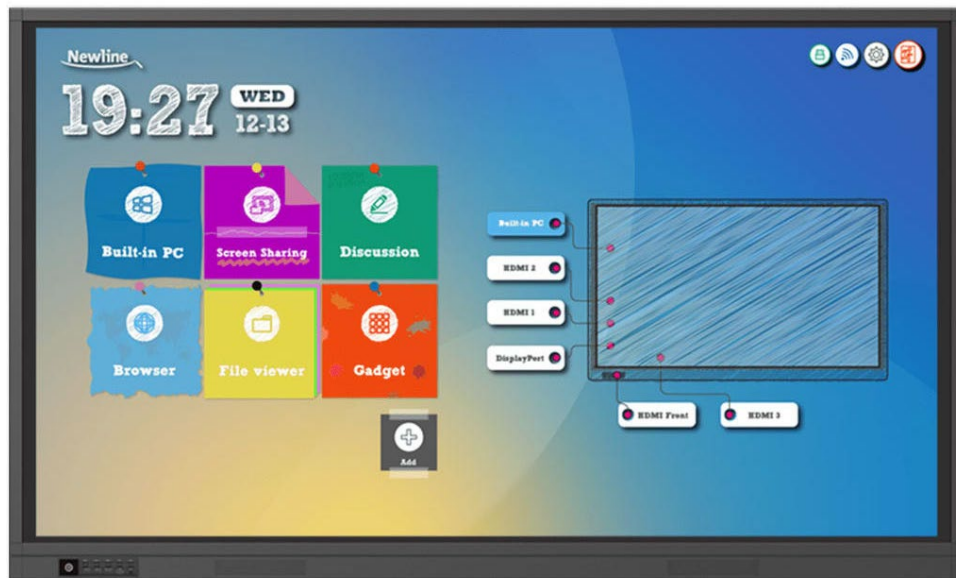 Newline
19:27
WED
12-13
Built-in PC
Screen Sharing
Discussion
Browser
File viewer
Gadget
Add
Built-in PC
HDMI 2
HDMI 1
DisplayPort
HDMI Front
HDMI 3